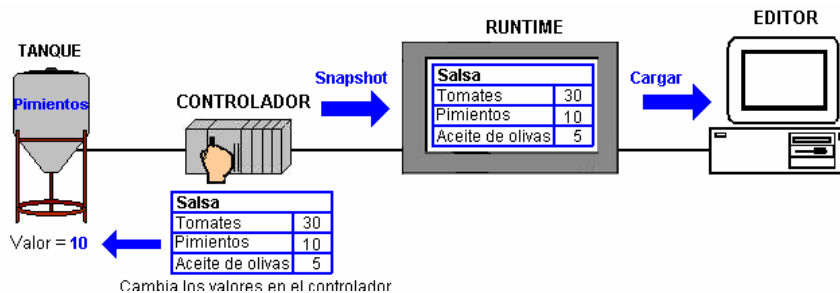 EDITOR
RUNTIME
TANQUE
Snapshot
Cargar
Pimientos
CONTROLADOR
Salsa
Tomates 30
Pimientos 10
Aceite de olivas 5
Salsa
Tomates 30
Pimientos 10
Aceite de olivas 5
Valor = 10
Cambia los valores en el controlador